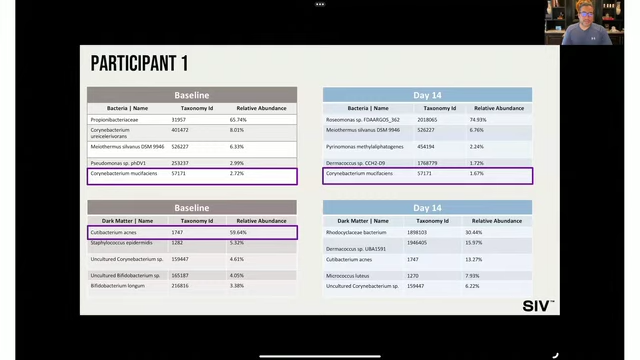 PARTICIPANT 1
Baseline
Bacteria | Name Taxonomy Id Relative Abundance
Propionibacteriaceae 31957 65.74%
Corynebacterium ureicelerivorans 401472 8.01%
Meiothermus silvanus DSM 9946 526227 6.33%
Pseudomonas sp. phDV1 253237 2.99%
Corynebacterium mucifaciens 57171 2.72%
Day 14
Bacteria | Name Taxonomy Id Relative Abundance
Roseomonas sp. FDAARGOS_362 2018065 74.93%
Meiothermus silvanus DSM 9946 526227 6.76%
Pyrinomonas methylaliphatogenes 454194 2.24%
Dermacoccus sp. CCH2-D9 1768779 1.72%
Corynebacterium mucifaciens 57171 1.67%
Baseline
Dark Matter | Name Taxonomy Id Relative Abundance
Cutibacterium acnes 1747 59.64%
Staphylococcus epidermidis 1282 5.32%
Uncultured Corynebacterium sp. 159447 4.61%
Uncultured Bifidobacterium sp. 165187 4.05%
Bifidobacterium longum 216816 3.38%
Day 14
Dark Matter | Name Taxonomy Id Relative Abundance
Rhodocyclaceae bacterium 1898103 30.44%
Dermacoccus sp. UBA1591 1946405 15.97%
Cutibacterium acnes 1747 13.27%
Micrococcus luteus 1270 7.93%
Uncultured Corynebacterium sp. 159447 6.22%
SIV™